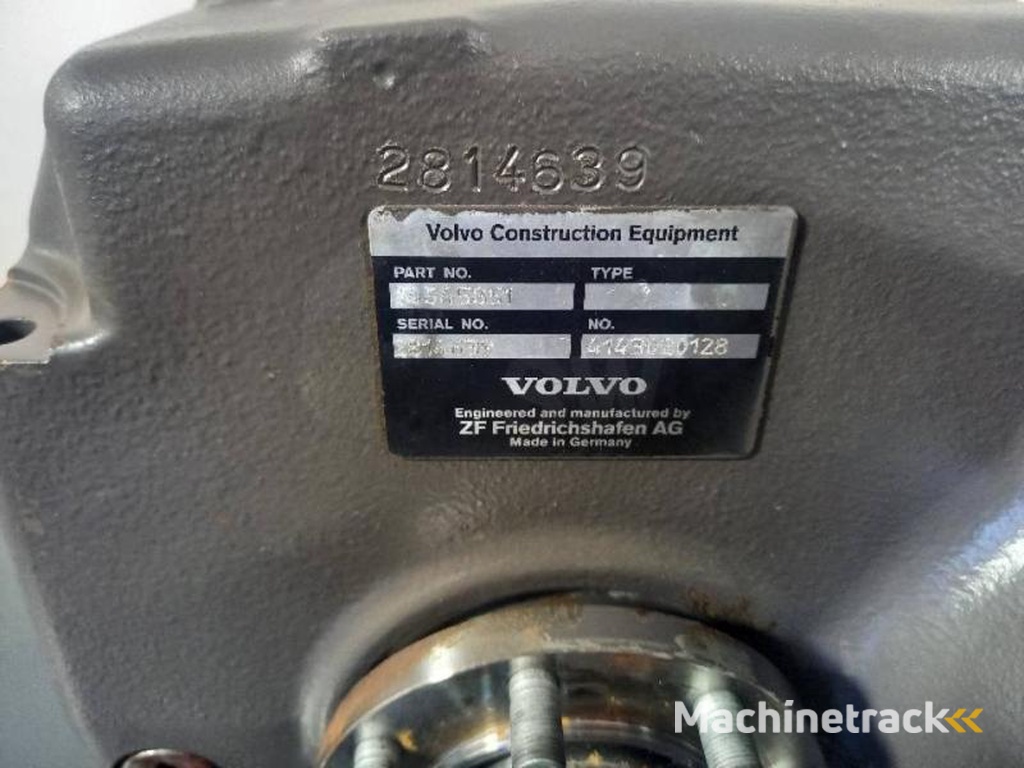 2814639
Volvo Construction Equipment
PART NO. TYPE
SERIAL NO. NO.
VOLVO
Engineered and manufactured by
ZF Friedrichshafen AG
Made in Germany
Machinetrack